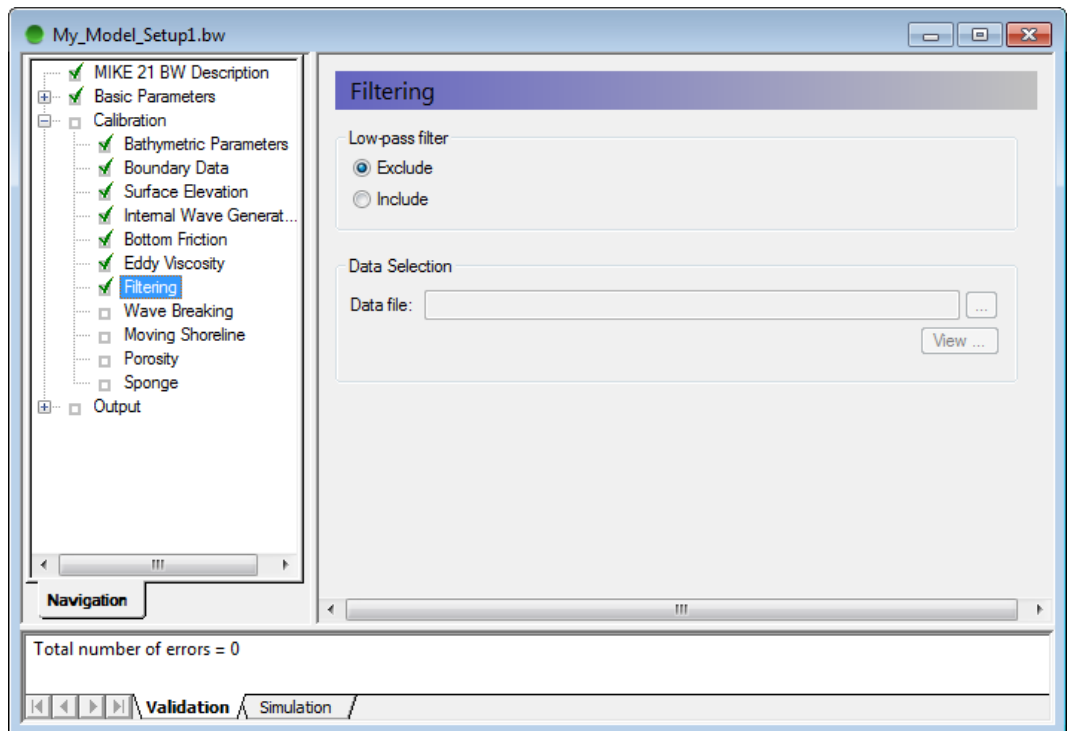 My_Model_Setup1.bw
MIKE 21 BW Description
Basic Parameters
Calibration
Bathymetric Parameters
Boundary Data
Surface Elevation
Internal Wave Generat...
Bottom Friction
Eddy Viscosity
Filtering
Wave Breaking
Moving Shoreline
Porosity
Sponge
Output
Navigation
Filtering
Low-pass filter
Exclude
Include
Data Selection
Data file:
...
View ...
Total number of errors = 0
Validation
Simulation